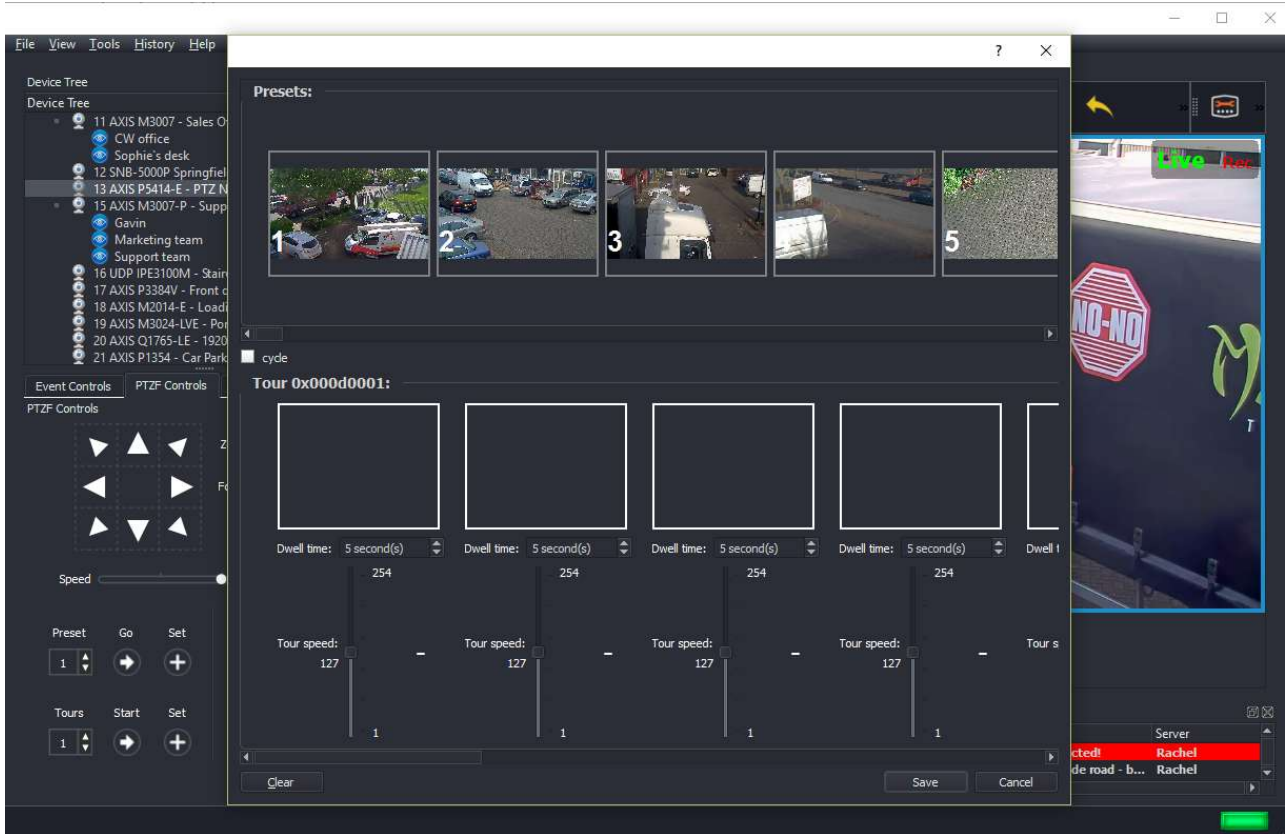 File View Tools History Help
? 
Device Tree
Device Tree
11 AXIS M3007 - Sales O
CW office
Sophie's desk
12 SNB-5000P Springfiel
13 AXIS P5414-E - PTZ N
15 AXIS M3007-P - Supp
Gavin
Marketing team
Support team
16 UDP IPE3100M - Stair
17 AXIS P3384V - Front
18 AXIS M2014-E - Loadi
19 AXIS M3024-LVE - Por
20 AXIS Q1765-LE - 1920
21 AXIS P1354 - Car Park
Event Controls PTZF Controls
PTZF Controls
Z
Fo
Speed
Preset Go Set
1
Tours Start Set
1
Presets:
1 2 3 5
cycle
Tour 0x000d0001:
Dwell time: 5 second(s) Dwell time: 5 second(s) Dwell time: 5 second(s) Dwell time: 5 second(s) Dwell t
254 254 254 254
Tour speed: Tour speed: Tour speed: Tour speed: Tour s
127 127 127 127
1 1 1 1
Clear Save Cancel
Live Rec
NO-NO
T
Server
cted! Rachel
de road - b... Rachel